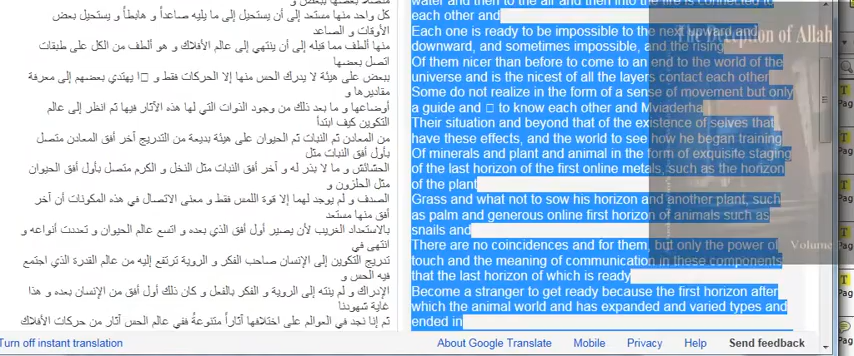 كل واحد منها مستعد إلى أن يستحيل إلى ما يليه صاعداً و هابطاً و يستحيل بعض
الأوقات و الصاعد
منها ألطف مما قبله إلى أن ينتهي إلى عالم الأفلاك و هو ألطف من الكل على طبقات
اتصل بعضها
ببعض على هيئة لا يدرك الحس منها إلا الحركات فقط و □ا يهتدي بعضهم إلى معرفة
مقاديرها و
أوضاعها و ما بعد ذلك من وجود الذوات التي لها هذه الآثار فيها ثم انظر إلى عالم
التكوين كيف ابتدأ
من المعادن ثم النبات ثم الحيوان على هيئة بديعة من التدريج آخر أفق المعادن متصل
بأول أفق النبات مثل
الحشائش و ما لا بذر له و آخر أفق النبات مثل النخل و الكرم متصل بأول أفق الحيوان
مثل الحلزون و
الصدف و لم يوجد لهما إلا قوة اللمس فقط و معنى الاتصال في هذه المكونات أن آخر
أفق منها مستعد
بالاستعداد الغريب لأن يصير أول أفق الذي بعده و اتسع عالم الحيوان و تعددت أنواعه و
انتهى في
تدريج التكوين إلى الإنسان صاحب الفكر و الروية ترتفع إليه من عالم القدرة الذي اجتمع
فيه الحس و
الإدراك و لم ينته إلى الروية و الفكر بالفعل و كان ذلك أول أفق من الإنسان بعده و هذا
غاية شهودنا
ثم إنا نجد في العوالم على اختلافها آثاراً متنوعةً ففي عالم الحس آثار من حركات الأفلاك
water and then to the air and then into the fire is connected to
each other and
Each one is ready to be impossible to the next upward and
downward, and sometimes impossible, and the rising
Of them nicer than before to come to an end to the world of the
universe and is the nicest of all the layers contact each other
Some do not realize in the form of a sense of movement but only
a guide and □ to know each other and Mviaderha
Their situation and beyond that of the existence of seives that
have these effects, and the world to see how he began training
Of minerals and plant and animal in the form of exquisite staging
of the last horizon of the first online metals, such as the horizon
of the plant
Grass and what not to sow his horizon and another plant, such
as palm and generous online first horizon of animals such as
snails and
There are no coincidences and for them, but only the power of
touch and the meaning of communication in these components
that the last horizon of which is ready
Become a stranger to get ready because the first horizon after
which the animal world and has expanded and varied types and
ended in
The Deception of Allah
Volume
T
Pag
T
Pag
T
Pag
Pag
Turn off instant translation
About Google Translate
Mobile
Privacy
Help
Send feedback